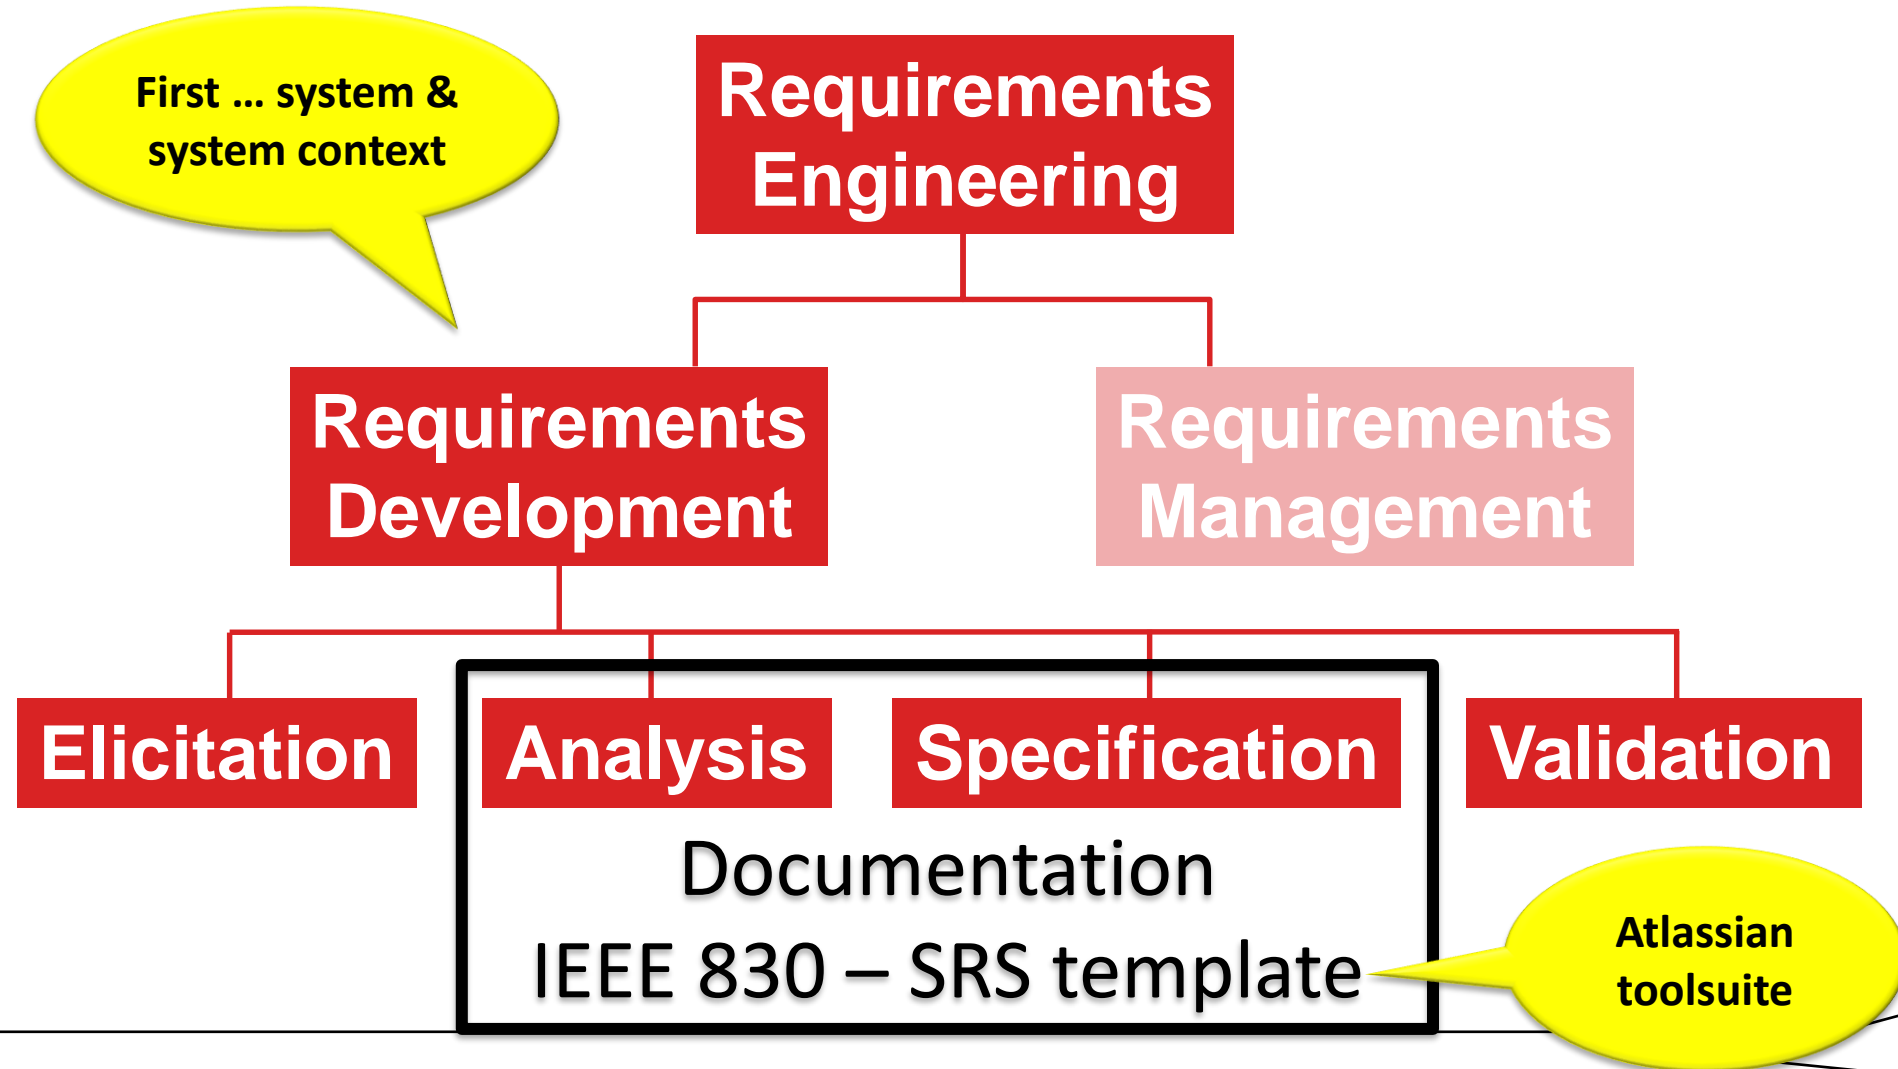 First … system &
system context
Requirements
Engineering
Requirements
Development
Requirements
Management
Elicitation
Analysis
Specification
Validation
Documentation
IEEE 830 – SRS template
Atlassian
toolsuite